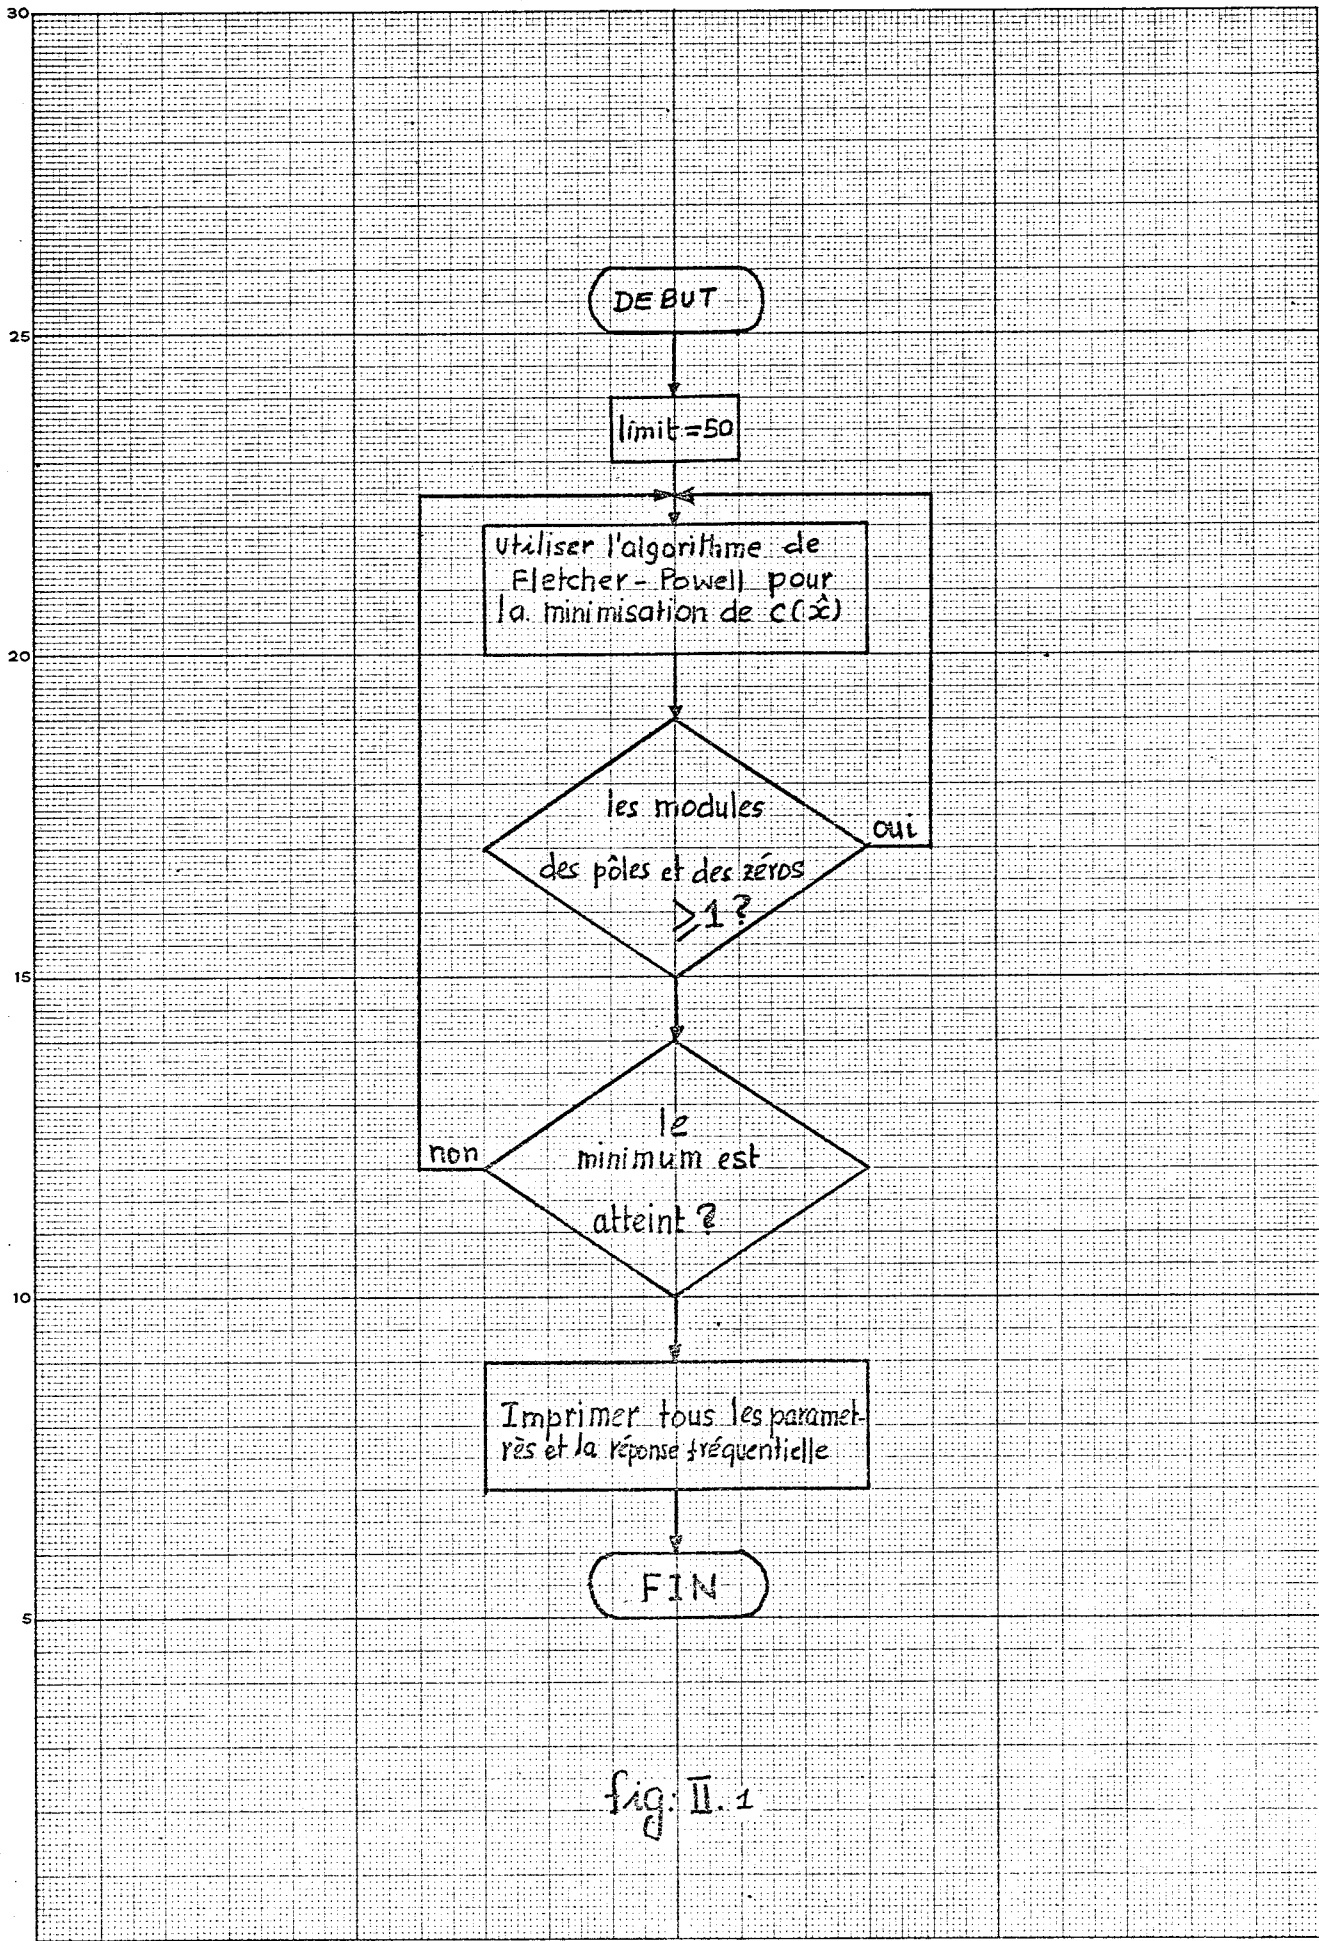 30
DEBUT
25
limit=50
utiliser l'algorithme de
Fletcher-Powell pour
la minimisation de C(x̂)
20
les modules
oui
des pôles et des zéros
⩾1?
15
le
non
minimum est
atteint?
10
Imprimer tous les paramet-
rès et la réponse fréquentielle
FIN
5
fig. II.1